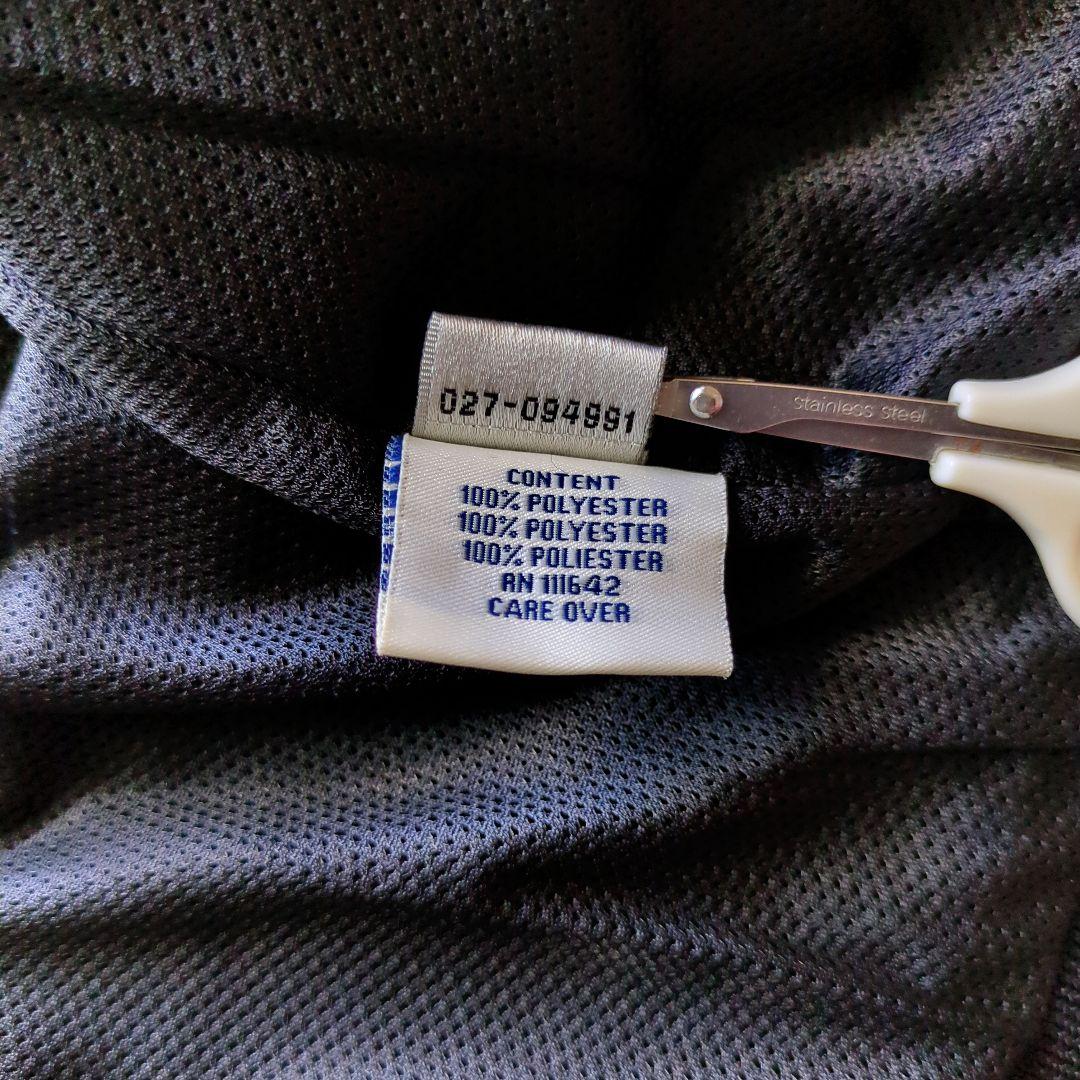 027-094991
Stainless steel
CONTENT
100% POLYESTER
100% POLYESTER
100% POLIESTER
RN 111642
CARE OVER